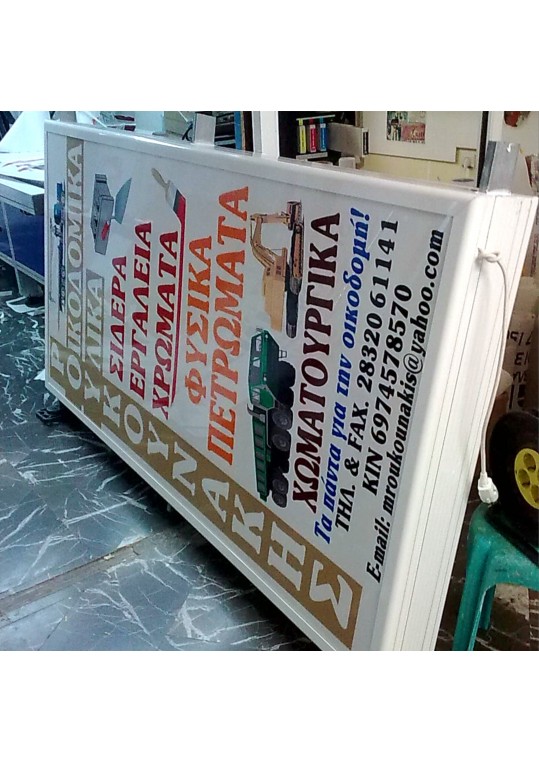 ΡΟΥΚΟΥΝΑΚΗΣ
ΟΙΚΟΔΟΜΙΚΑ
ΥΛΙΚΑ
ΣΙΔΕΡΑ
ΕΡΓΑΛΕΙΑ
ΧΡΩΜΑΤΑ
ΦΥΣΙΚΑ
ΠΕΤΡΩΜΑΤΑ
ΧΩΜΑΤΟΥΡΓΙΚΑ
Τα πάντα για την οικοδομή!
ΤΗΛ. & FAX. 28320 61141
ΚΙΝ 6974578570
E-mail: mroukounakis@yahoo.com